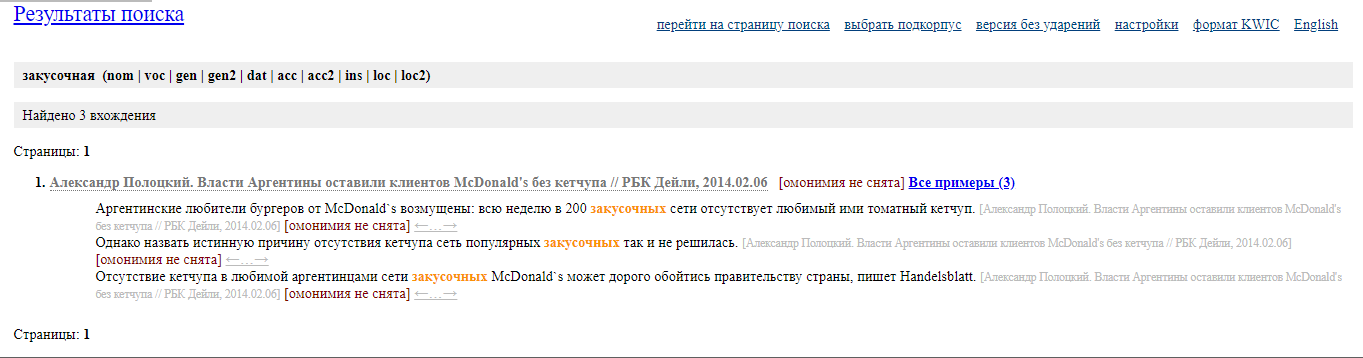 Результаты поиска
перейти на страницу поиска выбрать подкорпус версия без ударений настройки формат KWIC English
закусочная (nom | voc | gen | gen2 | dat | acc | acc2 | ins | loc | loc2)
Найдено 3 вхождения
Страницы: 1
1. Александр Полоцкий. Власти Аргентины оставили клиентов McDonald's без кетчупа // РБК Дейли, 2014.02.06 [омонимия не снята] Все примеры (3)
Аргентинские любители бургеров от McDonald`s возмущены: всю неделю в 200 закусочных сети отсутствует любимый ими томатный кетчуп. [Александр Полоцкий. Власти Аргентины оставили клиентов McDonald's
без кетчупа // РБК Дейли, 2014.02.06] [омонимия не снята] ←…→
Однако назвать истинную причину отсутствия кетчупа сеть популярных закусочных так и не решилась. [Александр Полоцкий. Власти Аргентины оставили клиентов McDonald's без кетчупа // РБК Дейли, 2014.02.06]
[омонимия не снята] ←…→
Отсутствие кетчупа в любимой аргентинцами сети закусочных McDonald`s может дорого обойтись правительству страны, пишет Handelsblatt. [Александр Полоцкий. Власти Аргентины оставили клиентов McDonald's
без кетчупа // РБК Дейли, 2014.02.06] [омонимия не снята] ←…→
Страницы: 1